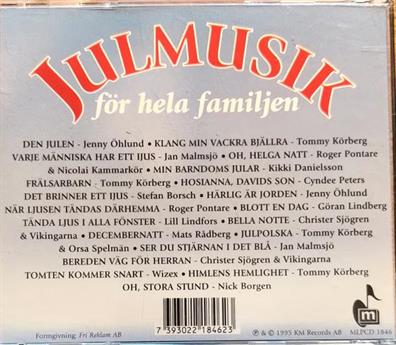 JULMUSIK
för hela familjen
DEN JULEN - Jenny Öhlund • KLANG MIN VACKRA BJÄLLRA - Tommy Körberg
VARJE MÄNNISKA HAR ETT LJUS - Jan Malmsjö • OH, HELGA NATT - Roger Pontare
& Nicolai Kammarkör • MIN BARNDOMS JULAR - Kikki Danielsson
FRÄLSARBARN - Tommy Körberg • HOSIANNA, DAVIDS SON - Cyndee Peters
DET BRINNER ETT LJUS - Stefan Borsch • HÄRLIG ÄR JORDEN - Jenny Öhlund
NÄR LJUSEN TÄNDAS DÄRHEMMA - Roger Pontare • BLOTT EN DAG - Göran Lindberg
TÄNDA LJUS I ALLA FÖNSTER - Lill Lindfors • BELLA NOTTE - Christer Sjögren
& Vikingarna • DECEMBERNATT - Mats Rådberg • JULPOLSKA - Tommy Körberg
& Orsa Spelmän • SER DU STJÄRNAN I DET BLÅ - Jan Malmsjö
BEREDEN VÄG FÖR HERRAN - Christer Sjögren & Vikingarna
TOMTEN KOMMER SNART - Wizex • HIMLENS HEMLIGHET - Tommy Körberg
OH, STORA STUND - Nick Borgen
m
Formgivning: Fri Reklam AB
7 393022 184623
℗ & © 1995 KM Records AB
MLPCD 1846